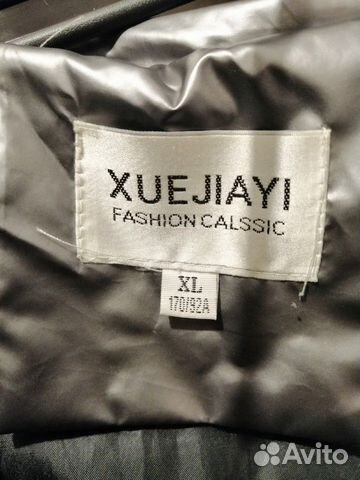 XUEJIAYI
FASHION CALSSIC
XL
170/92A
Avito